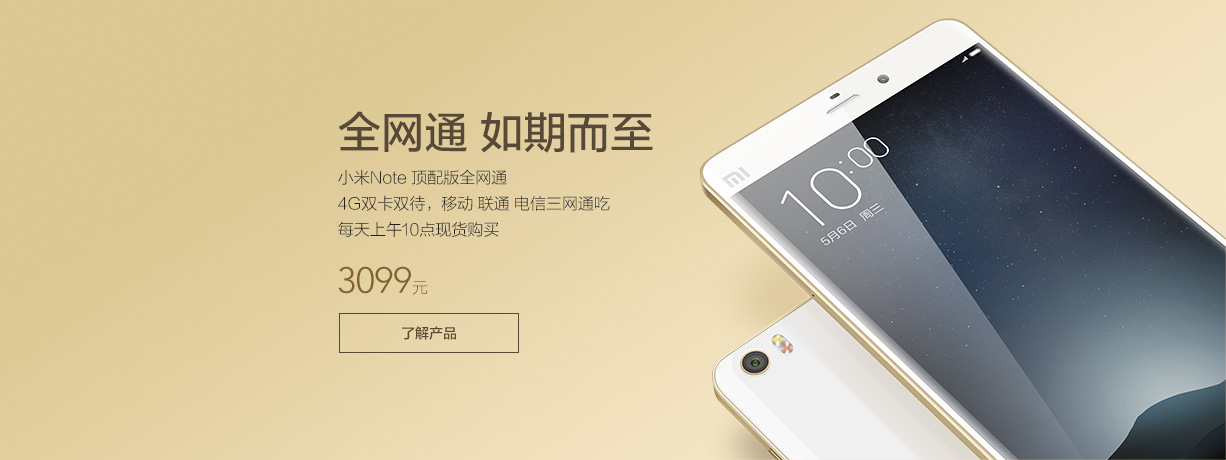 全网通 如期而至
小米Note 顶配版全网通
4G双卡双待，移动 联通 电信三网通吃
每天上午10点现货购买
3099元
了解产品
mi
10:00
5月6日 周三